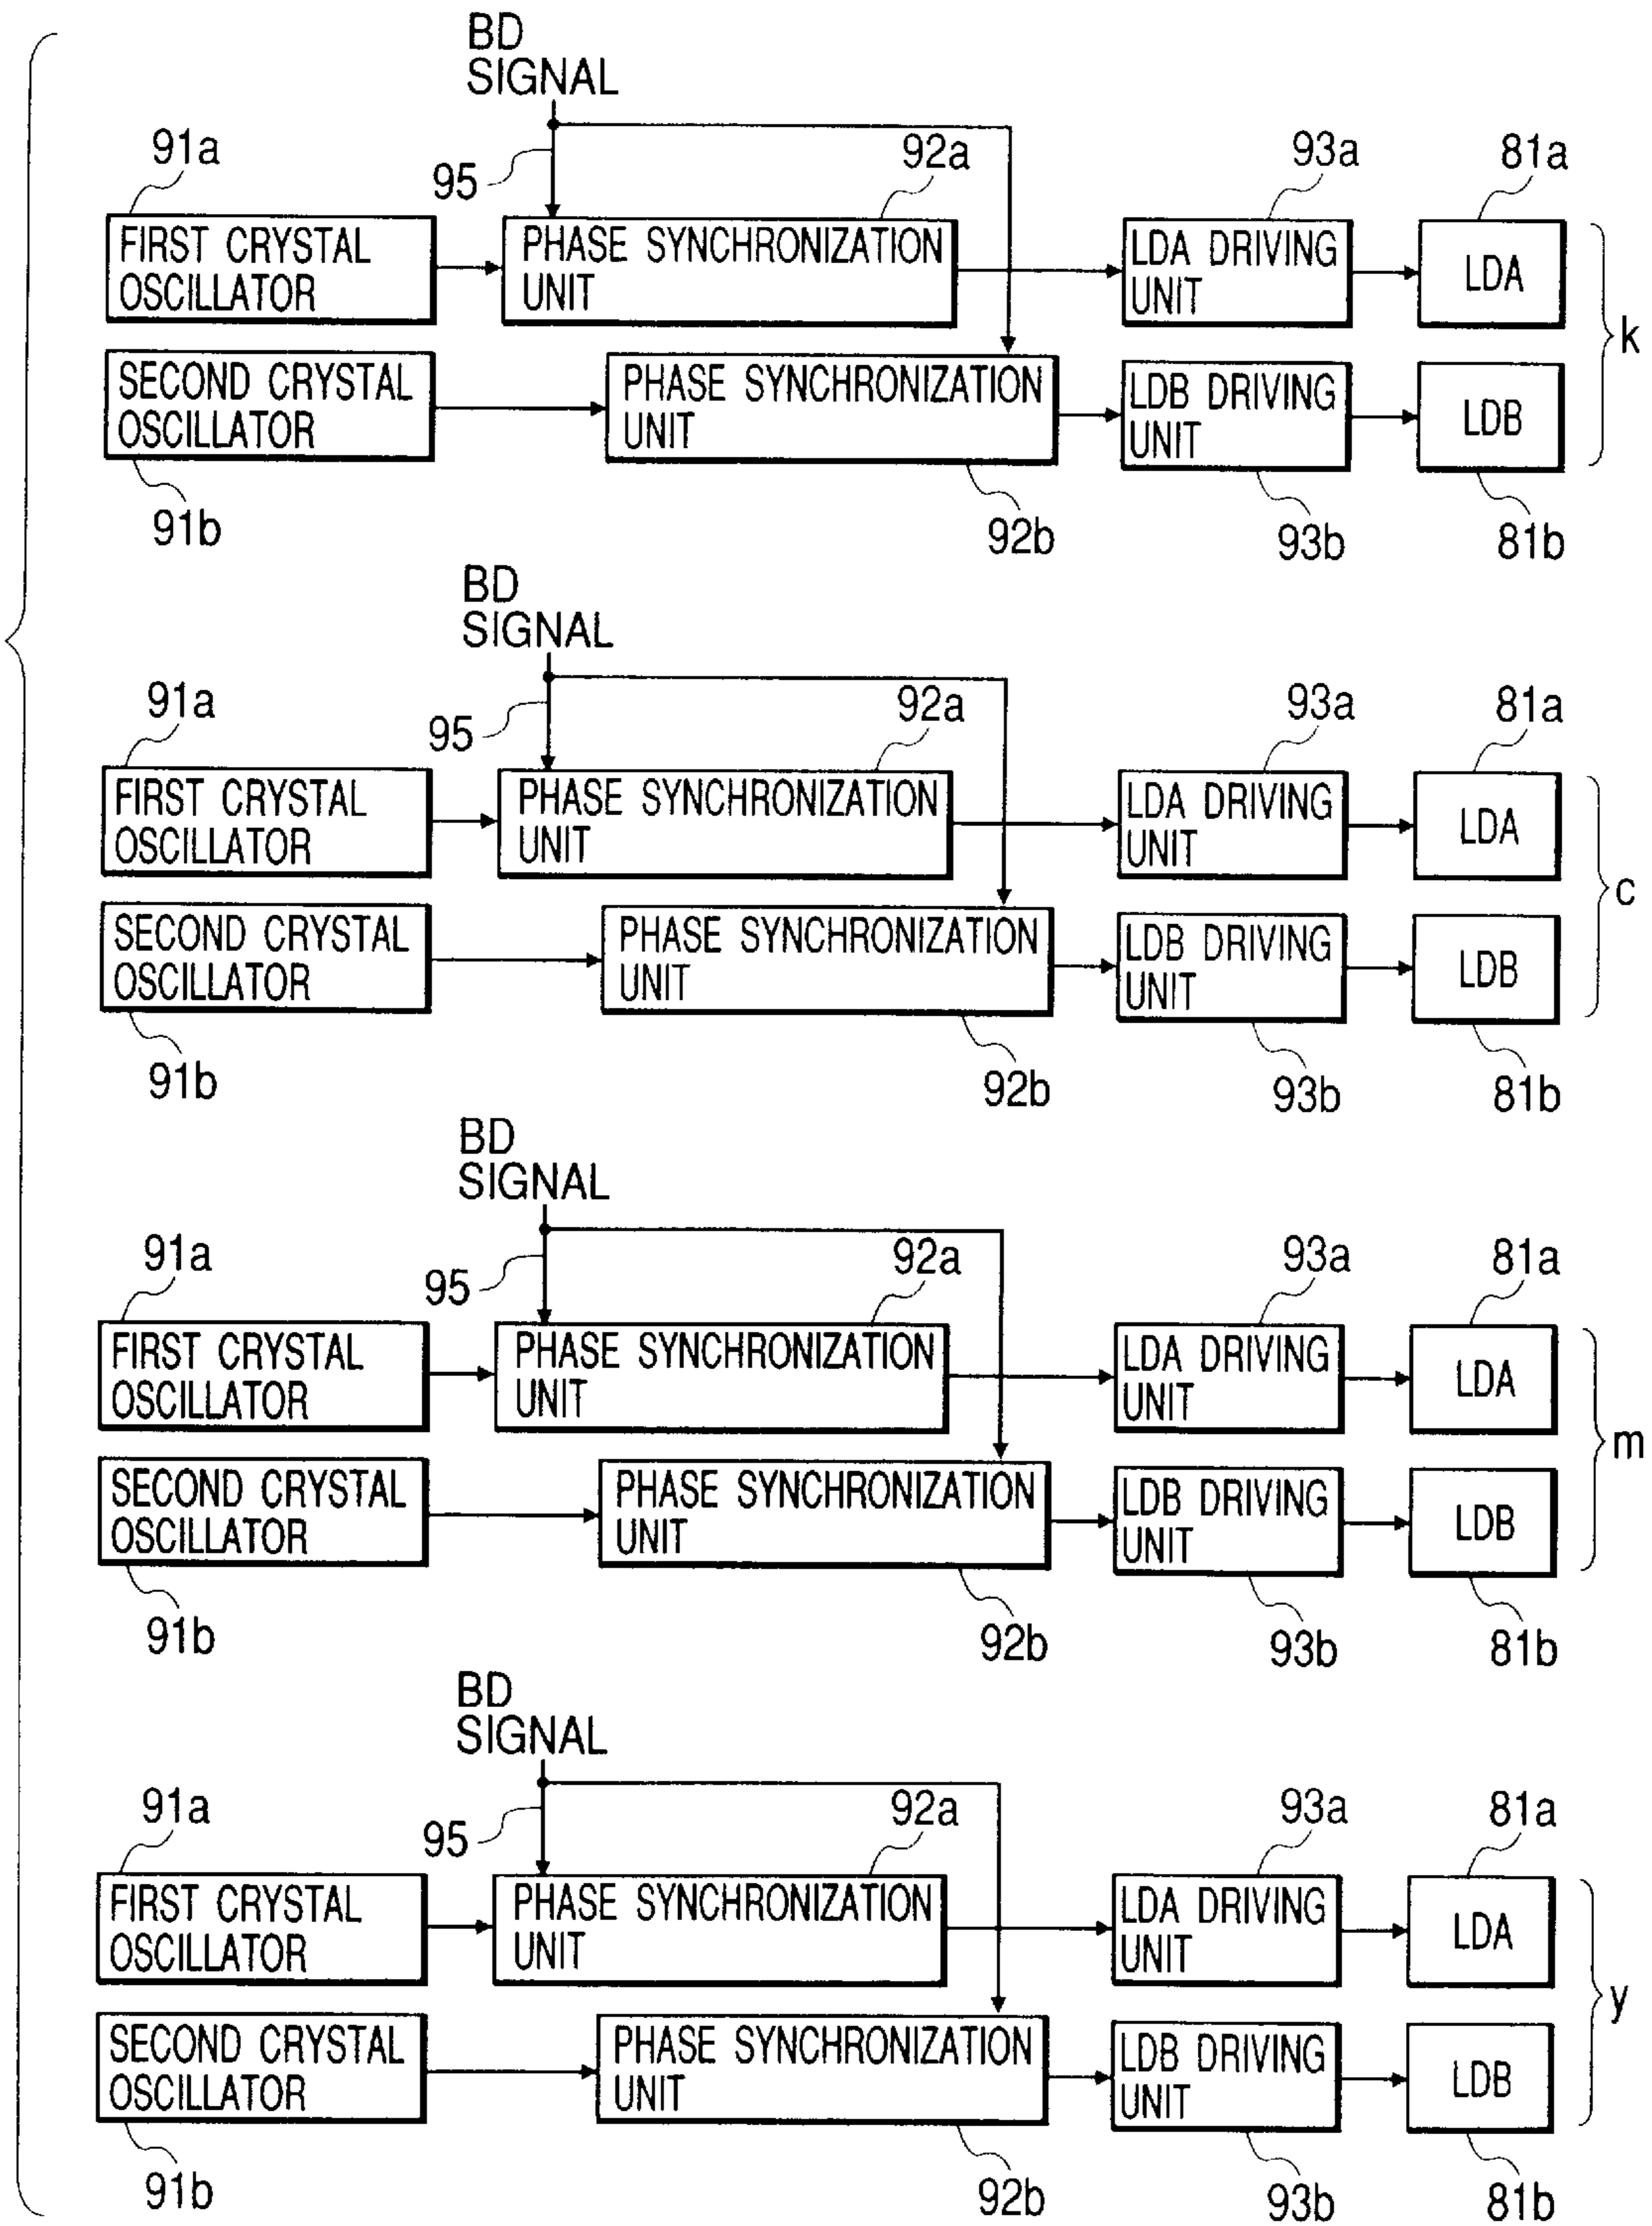 BD
SIGNAL
91a
95
92a
93a
81a
FIRST CRYSTAL
OSCILLATOR
PHASE SYNCHRONIZATION
UNIT
LDA DRIVING
UNIT
LDA
k
SECOND CRYSTAL
OSCILLATOR
PHASE SYNCHRONIZATION
UNIT
LDB DRIVING
UNIT
LDB
91b
92b
93b
81b
BD
SIGNAL
91a
95
92a
93a
81a
FIRST CRYSTAL
OSCILLATOR
PHASE SYNCHRONIZATION
UNIT
LDA DRIVING
UNIT
LDA
c
SECOND CRYSTAL
OSCILLATOR
PHASE SYNCHRONIZATION
UNIT
LDB DRIVING
UNIT
LDB
91b
92b
93b
81b
BD
SIGNAL
91a
95
92a
93a
81a
FIRST CRYSTAL
OSCILLATOR
PHASE SYNCHRONIZATION
UNIT
LDA DRIVING
UNIT
LDA
m
SECOND CRYSTAL
OSCILLATOR
PHASE SYNCHRONIZATION
UNIT
LDB DRIVING
UNIT
LDB
91b
92b
93b
81b
BD
SIGNAL
91a
95
92a
93a
81a
FIRST CRYSTAL
OSCILLATOR
PHASE SYNCHRONIZATION
UNIT
LDA DRIVING
UNIT
LDA
y
SECOND CRYSTAL
OSCILLATOR
PHASE SYNCHRONIZATION
UNIT
LDB DRIVING
UNIT
LDB
91b
92b
93b
81b